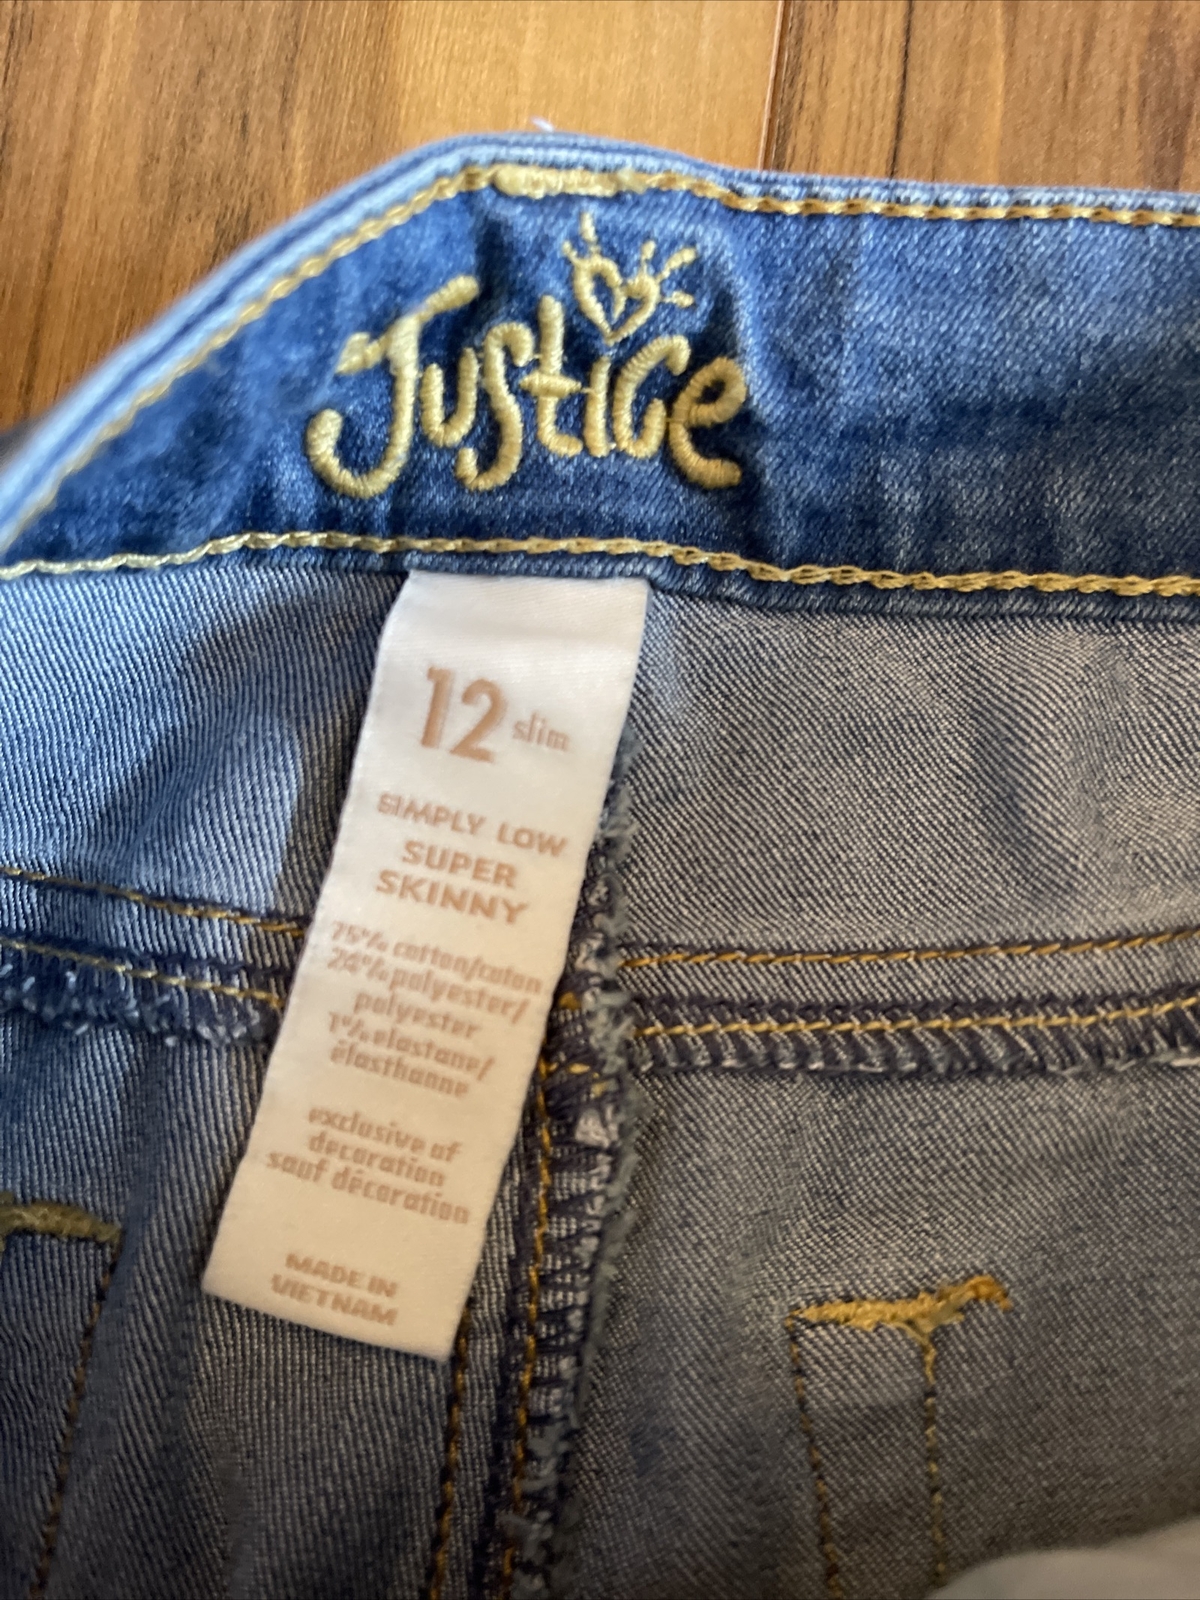 Justice
12 slim
SIMPLY LOW
SUPER
SKINNY
75% cotton/coton
24% polyester/
polyester
1% elastane/
élasthanne
exclusive of
decoration
sauf décoration
MADE IN
VIETNAM